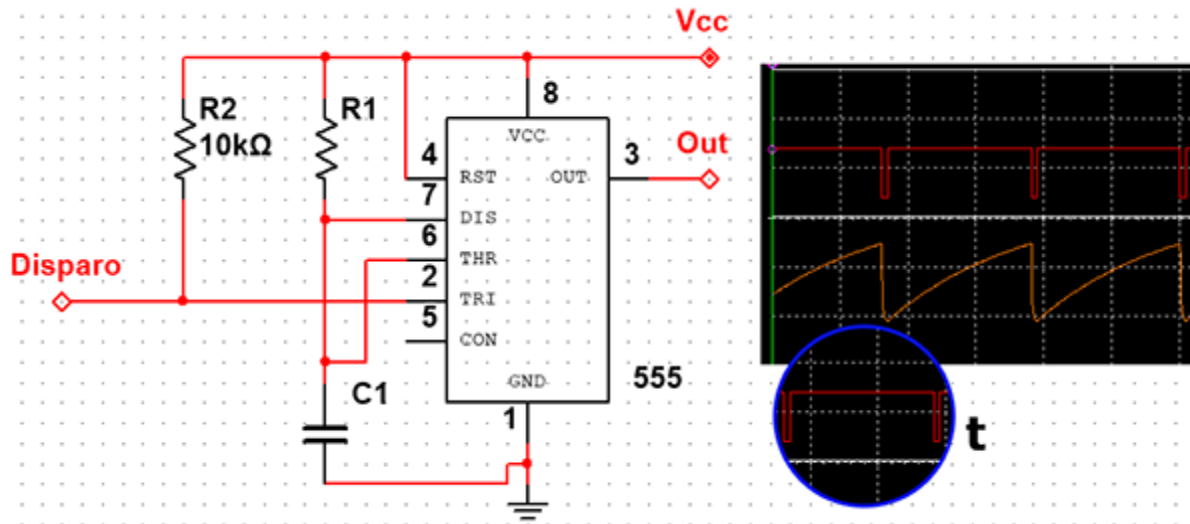 Vcc
R2
10kΩ
R1
8
VCC
4
RST
OUT
3
Out
7
DIS
6
THR
Disparo
2
TRI
5
CON
GND
555
C1
1
t